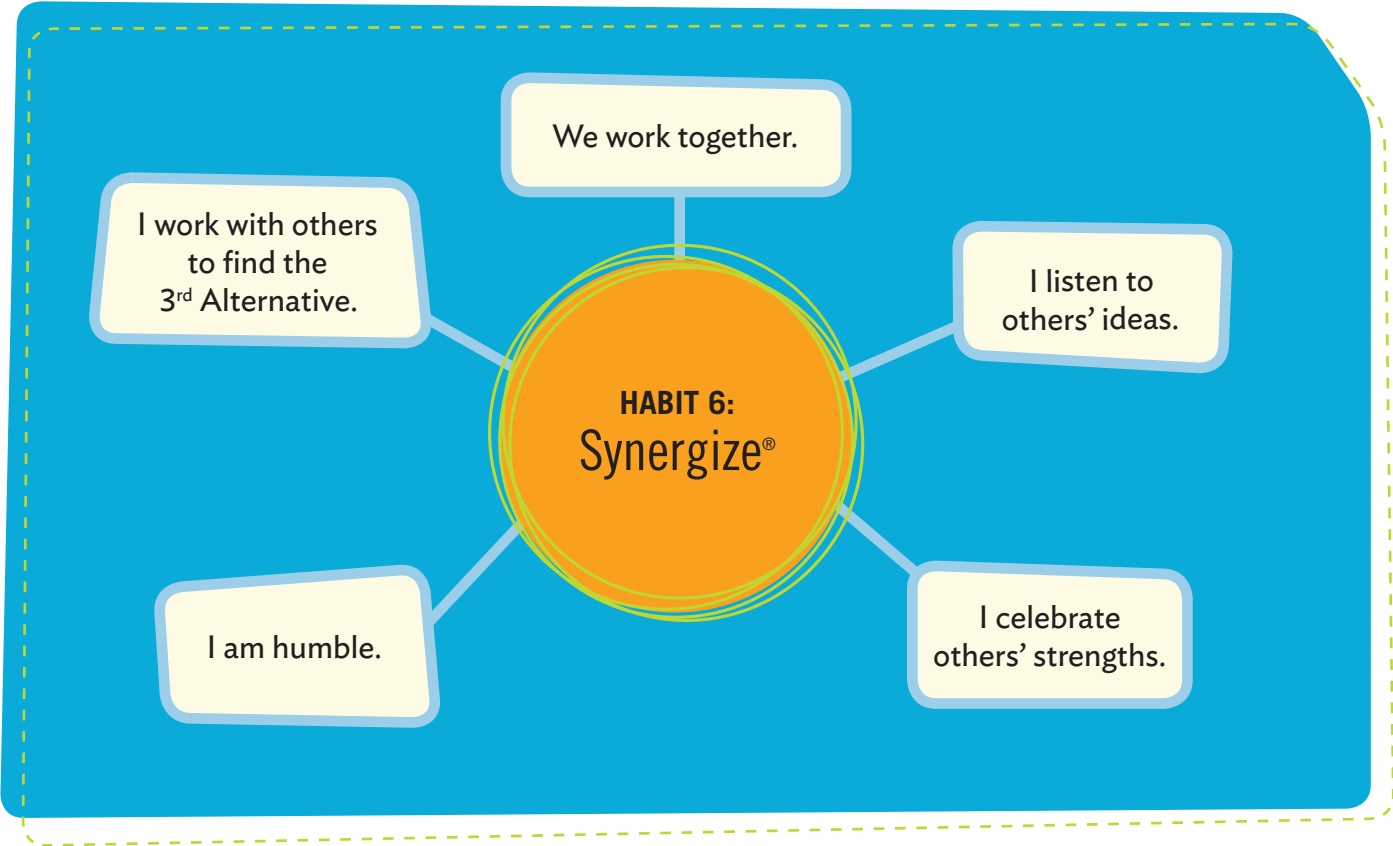 We work together.
I work with others
to find the
3rd Alternative.
I listen to
others’ ideas.
HABIT 6:
Synergize®
I am humble.
I celebrate
others’ strengths.